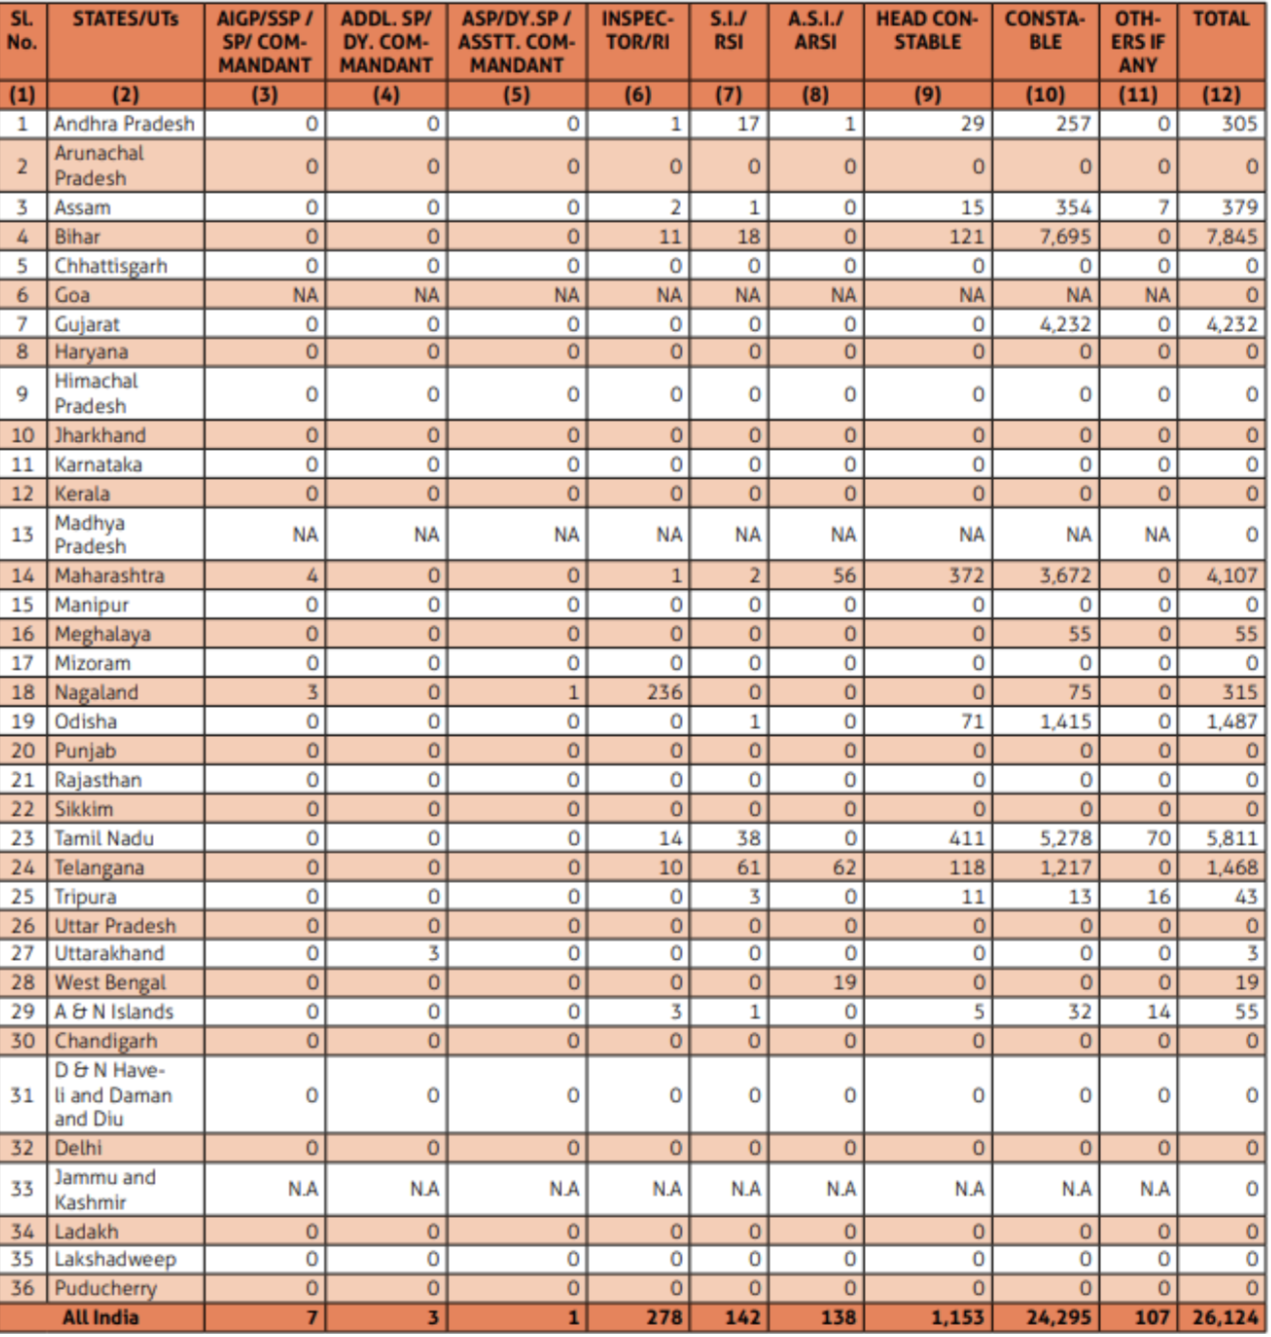 Sl. No. STATES/UTs AIGP/SSP / SP/ COM-MANDANT ADDL. SP/ DY. COM-MANDANT ASP/DY.SP / ASSTT. COM-MANDANT INSPEC-TOR/RI S.I./ RSI A.S.I./ ARSI HEAD CON-STABLE CONSTA-BLE OTH-ERS IF ANY TOTAL
(1) (2) (3) (4) (5) (6) (7) (8) (9) (10) (11) (12)
1 Andhra Pradesh 0 0 0 1 17 1 29 257 0 305
2 Arunachal Pradesh 0 0 0 0 0 0 0 0 0 0
3 Assam 0 0 0 2 1 0 15 354 7 379
4 Bihar 0 0 0 11 18 0 121 7,695 0 7,845
5 Chhattisgarh 0 0 0 0 0 0 0 0 0 0
6 Goa NA NA NA NA NA NA NA NA NA 0
7 Gujarat 0 0 0 0 0 0 0 4,232 0 4,232
8 Haryana 0 0 0 0 0 0 0 0 0 0
9 Himachal Pradesh 0 0 0 0 0 0 0 0 0 0
10 Jharkhand 0 0 0 0 0 0 0 0 0 0
11 Karnataka 0 0 0 0 0 0 0 0 0 0
12 Kerala 0 0 0 0 0 0 0 0 0 0
13 Madhya Pradesh NA NA NA NA NA NA NA NA NA 0
14 Maharashtra 4 0 0 1 2 56 372 3,672 0 4,107
15 Manipur 0 0 0 0 0 0 0 0 0 0
16 Meghalaya 0 0 0 0 0 0 0 55 0 55
17 Mizoram 0 0 0 0 0 0 0 0 0 0
18 Nagaland 3 0 1 236 0 0 0 75 0 315
19 Odisha 0 0 0 0 1 0 71 1,415 0 1,487
20 Punjab 0 0 0 0 0 0 0 0 0 0
21 Rajasthan 0 0 0 0 0 0 0 0 0 0
22 Sikkim 0 0 0 0 0 0 0 0 0 0
23 Tamil Nadu 0 0 0 14 38 0 411 5,278 70 5,811
24 Telangana 0 0 0 10 61 62 118 1,217 0 1,468
25 Tripura 0 0 0 0 3 0 11 13 16 43
26 Uttar Pradesh 0 0 0 0 0 0 0 0 0 0
27 Uttarakhand 0 3 0 0 0 0 0 0 0 3
28 West Bengal 0 0 0 0 0 19 0 0 0 19
29 A & N Islands 0 0 0 3 1 0 5 32 14 55
30 Chandigarh 0 0 0 0 0 0 0 0 0 0
31 D & N Have-li and Daman and Diu 0 0 0 0 0 0 0 0 0 0
32 Delhi 0 0 0 0 0 0 0 0 0 0
33 Jammu and Kashmir N.A N.A N.A N.A N.A N.A N.A N.A N.A 0
34 Ladakh 0 0 0 0 0 0 0 0 0 0
35 Lakshadweep 0 0 0 0 0 0 0 0 0 0
36 Puducherry 0 0 0 0 0 0 0 0 0 0
All India 7 3 1 278 142 138 1,153 24,295 107 26,124